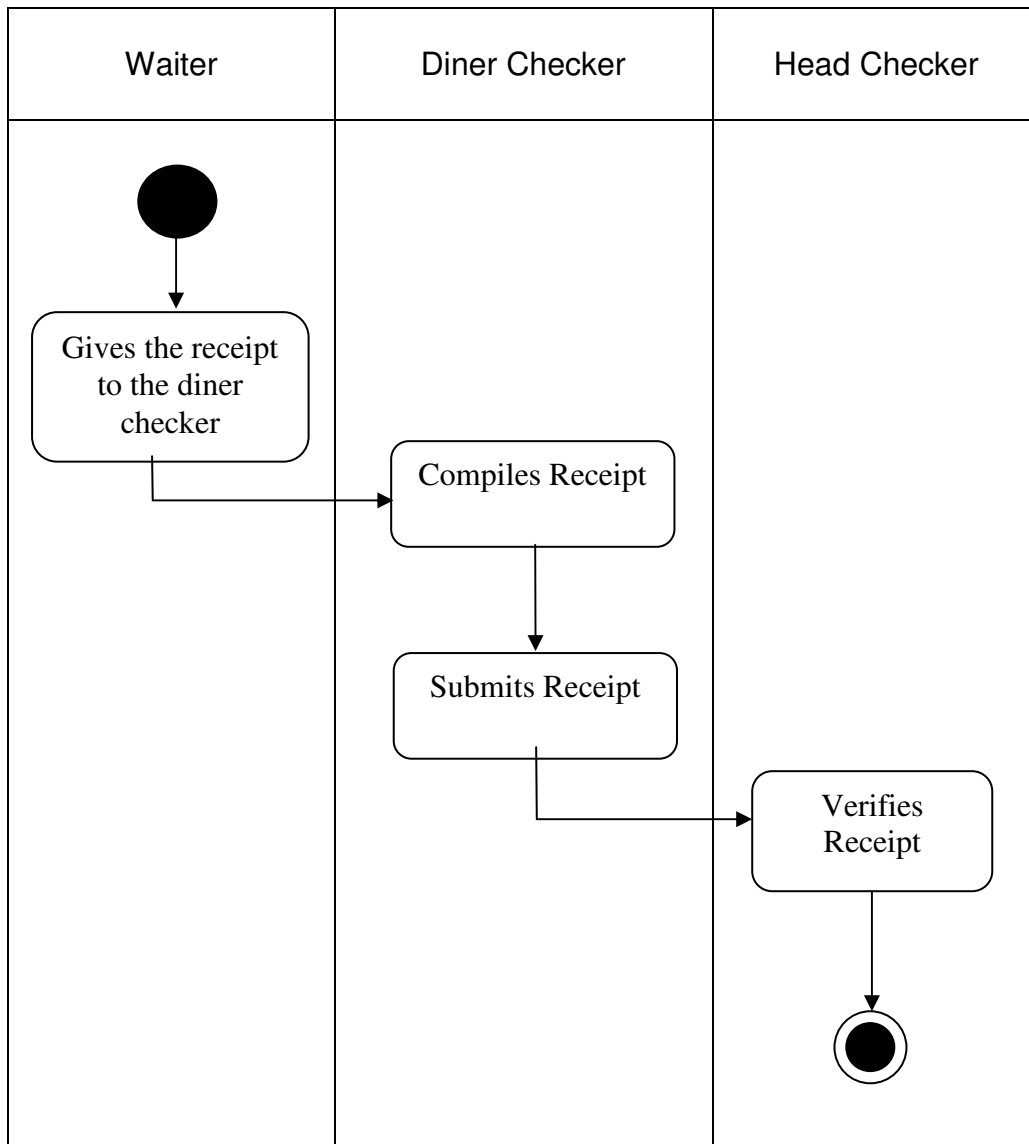 Waiter
Diner Checker
Head Checker
Gives the receipt
to the diner
checker
Compiles Receipt
Submits Receipt
Verifies
Receipt